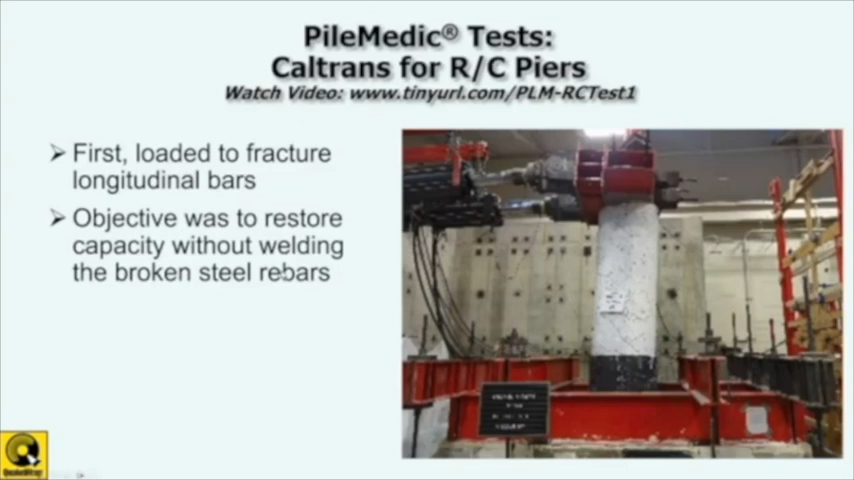 PileMedic® Tests:
Caltrans for R/C Piers
Watch Video: www.tinyurl.com/PLM-RCTest1
➢ First, loaded to fracture
longitudinal bars
➢ Objective was to restore
capacity without welding
the broken steel rebars
QuakeWrap